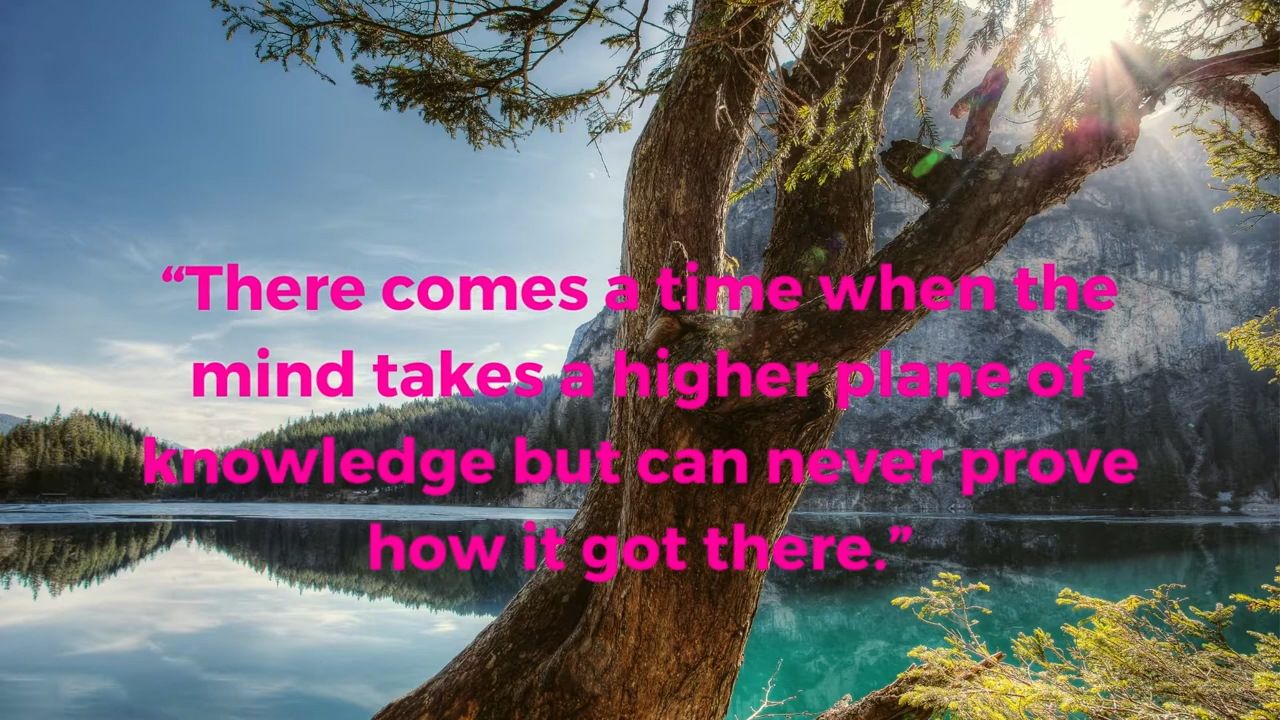 “There comes a time when the
mind takes a higher plane of
knowledge but can never prove
how it got there.”